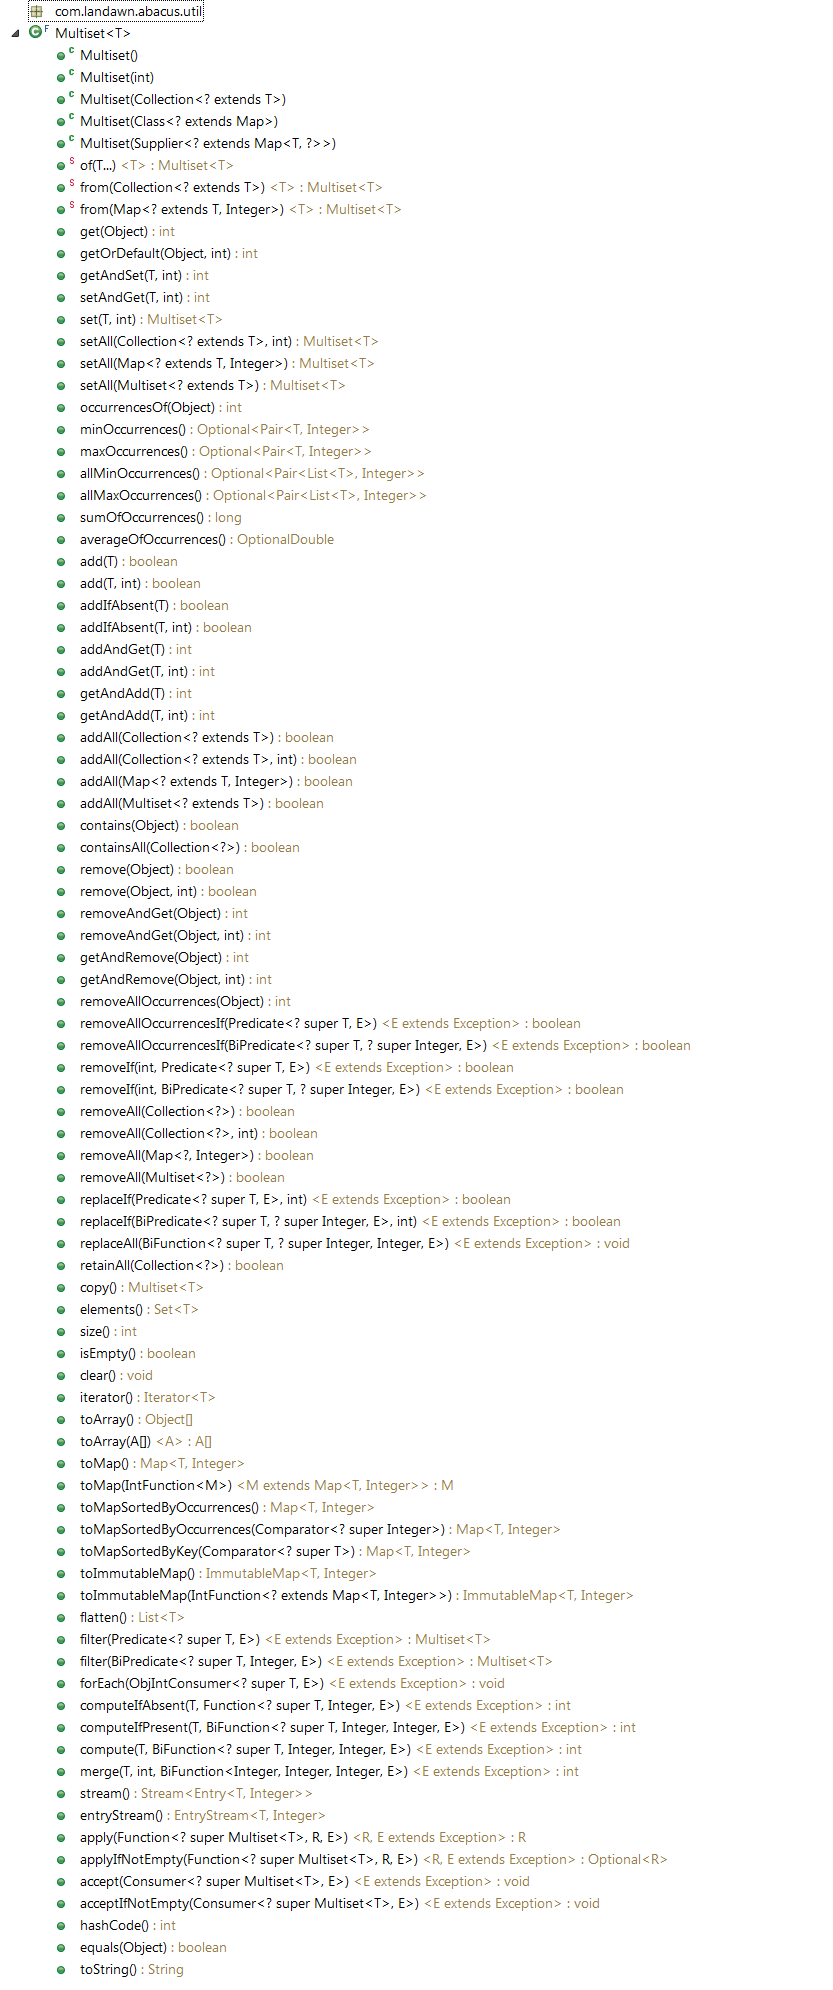 com.landawn.abacus.util
Multiset<T>
Multiset()
Multiset(int)
Multiset(Collection<? extends T>)
Multiset(Class<? extends Map>)
Multiset(Supplier<? extends Map<T, ?>>)
of(T...) <T> : Multiset<T>
from(Collection<? extends T>) <T> : Multiset<T>
from(Map<? extends T, Integer>) <T> : Multiset<T>
get(Object) : int
getOrDefault(Object, int) : int
getAndSet(T, int) : int
setAndGet(T, int) : int
set(T, int) : Multiset<T>
setAll(Collection<? extends T>, int) : Multiset<T>
setAll(Map<? extends T, Integer>) : Multiset<T>
setAll(Multiset<? extends T>) : Multiset<T>
occurrencesOf(Object) : int
minOccurrences() : Optional<Pair<T, Integer>>
maxOccurrences() : Optional<Pair<T, Integer>>
allMinOccurrences() : Optional<Pair<List<T>, Integer>>
allMaxOccurrences() : Optional<Pair<List<T>, Integer>>
sumOfOccurrences() : long
averageOfOccurrences() : OptionalDouble
add(T) : boolean
add(T, int) : boolean
addIfAbsent(T) : boolean
addIfAbsent(T, int) : boolean
addAndGet(T) : int
addAndGet(T, int) : int
getAndAdd(T) : int
getAndAdd(T, int) : int
addAll(Collection<? extends T>) : boolean
addAll(Collection<? extends T>, int) : boolean
addAll(Map<? extends T, Integer>) : boolean
addAll(Multiset<? extends T>) : boolean
contains(Object) : boolean
containsAll(Collection<?>) : boolean
remove(Object) : boolean
remove(Object, int) : boolean
removeAndGet(Object) : int
removeAndGet(Object, int) : int
getAndRemove(Object) : int
getAndRemove(Object, int) : int
removeAllOccurrences(Object) : int
removeAllOccurrencesIf(Predicate<? super T, E>) <E extends Exception> : boolean
removeAllOccurrencesIf(BiPredicate<? super T, ? super Integer, E>) <E extends Exception> : boolean
removeIf(int, Predicate<? super T, E>) <E extends Exception> : boolean
removeIf(int, BiPredicate<? super T, ? super Integer, E>) <E extends Exception> : boolean
removeAll(Collection<?>) : boolean
removeAll(Collection<?>, int) : boolean
removeAll(Map<?, Integer>) : boolean
removeAll(Multiset<?>) : boolean
replaceIf(Predicate<? super T, E>, int) <E extends Exception> : boolean
replaceIf(BiPredicate<? super T, ? super Integer, E>, int) <E extends Exception> : boolean
replaceAll(BiFunction<? super T, ? super Integer, Integer, E>) <E extends Exception> : void
retainAll(Collection<?>) : boolean
copy() : Multiset<T>
elements() : Set<T>
size() : int
isEmpty() : boolean
clear() : void
iterator() : Iterator<T>
toArray() : Object[]
toArray(A[]) <A> : A[]
toMap() : Map<T, Integer>
toMap(IntFunction<M>) <M extends Map<T, Integer>> : M
toMapSortedByOccurrences() : Map<T, Integer>
toMapSortedByOccurrences(Comparator<? super Integer>) : Map<T, Integer>
toMapSortedByKey(Comparator<? super T>) : Map<T, Integer>
toImmutableMap() : ImmutableMap<T, Integer>
toImmutableMap(IntFunction<? extends Map<T, Integer>>) : ImmutableMap<T, Integer>
flatten() : List<T>
filter(Predicate<? super T, E>) <E extends Exception> : Multiset<T>
filter(BiPredicate<? super T, Integer, E>) <E extends Exception> : Multiset<T>
forEach(ObjIntConsumer<? super T, E>) <E extends Exception> : void
computeIfAbsent(T, Function<? super T, Integer, E>) <E extends Exception> : int
computeIfPresent(T, BiFunction<? super T, Integer, Integer, E>) <E extends Exception> : int
compute(T, BiFunction<? super T, Integer, Integer, E>) <E extends Exception> : int
merge(T, int, BiFunction<Integer, Integer, Integer, E>) <E extends Exception> : int
stream() : Stream<Entry<T, Integer>>
entryStream() : EntryStream<T, Integer>
apply(Function<? super Multiset<T>, R, E>) <R, E extends Exception> : R
applyIfNotEmpty(Function<? super Multiset<T>, R, E>) <R, E extends Exception> : Optional<R>
accept(Consumer<? super Multiset<T>, E>) <E extends Exception> : void
acceptIfNotEmpty(Consumer<? super Multiset<T>, E>) <E extends Exception> : void
hashCode() : int
equals(Object) : boolean
toString() : String